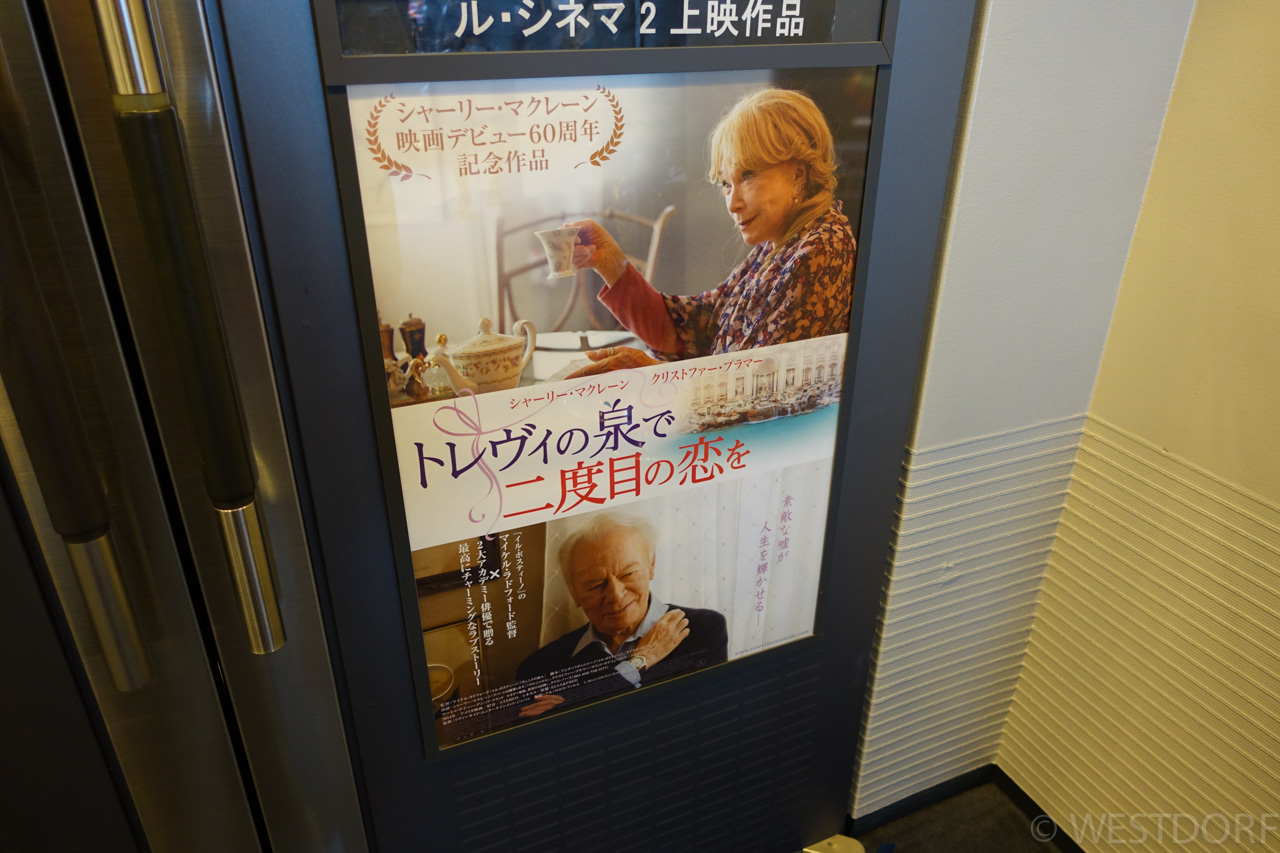 ル・シネマ 2 上映作品
シャーリー・マクレーン
映画デビュー60周年
記念作品
シャーリー・マクレーン クリストファー・プラマー
トレヴィの泉で
二度目の恋を
素敵な嘘が
人生を輝かせる―
『イル・ポスティーノ』の
マイケル・ラドフォード監督
×
2大アカデミー俳優で贈る
最高にチャーミングなラブストーリー
© WESTDORF